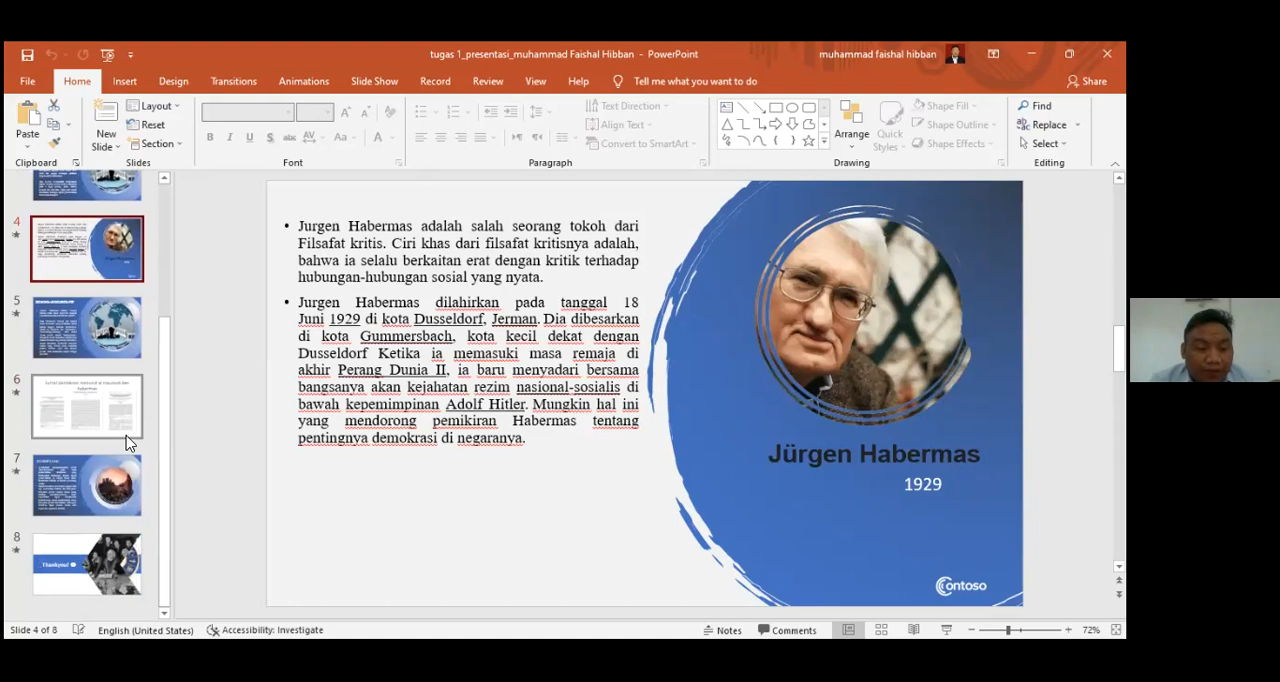 tugas 1_presentasi_muhammad Faishal Hibban - PowerPoint
muhammad faishal hibban
File Home Insert Design Transitions Animations Slide Show Record Review View Help Tell me what you want to do Share
Paste
Clipboard
New
Slide
Layout
Reset
Section
Slides
Aa
Font
Text Direction
Align Text
Convert to SmartArt
Paragraph
Arrange
Quick
Styles
Shape Fill
Shape Outline
Shape Effects
Drawing
Find
Replace
Select
Editing
4
5
6
7
8
Thankyou!
• Jurgen Habermas adalah salah seorang tokoh dari
Filsafat kritis. Ciri khas dari filsafat kritisnya adalah,
bahwa ia selalu berkaitan erat dengan kritik terhadap
hubungan-hubungan sosial yang nyata.
• Jurgen Habermas dilahirkan pada tanggal 18
Juni 1929 di kota Dusseldorf, Jerman. Dia dibesarkan
di kota Gummersbach, kota kecil dekat dengan
Dusseldorf Ketika ia memasuki masa remaja di
akhir Perang Dunia II, ia baru menyadari bersama
bangsanya akan kejahatan rezim nasional-sosialis di
bawah kepemimpinan Adolf Hitler. Mungkin hal ini
yang mendorong pemikiran Habermas tentang
pentingnya demokrasi di negaranya.
Jürgen Habermas
1929
Contoso
Slide 4 of 8 English (United States) Accessibility: Investigate Notes Comments 72%